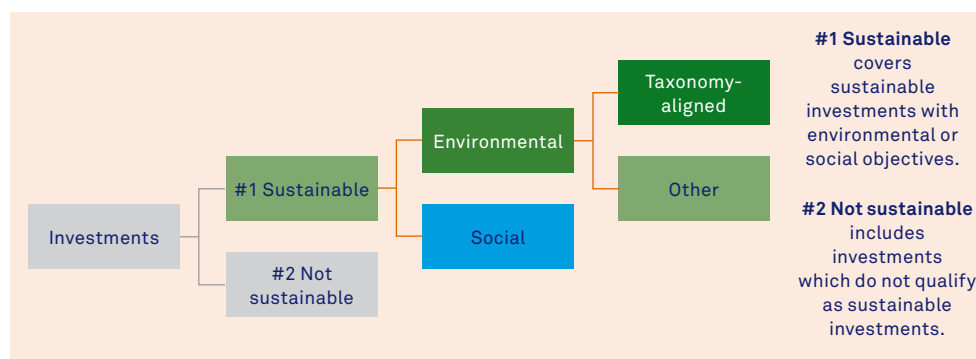 Investments
#1 Sustainable
#2 Not
sustainable
Environmental
Social
Taxonomy-
aligned
Other
#1 Sustainable
covers
sustainable
investments with
environmental or
social objectives.
#2 Not sustainable
includes
investments
which do not qualify
as sustainable
investments.